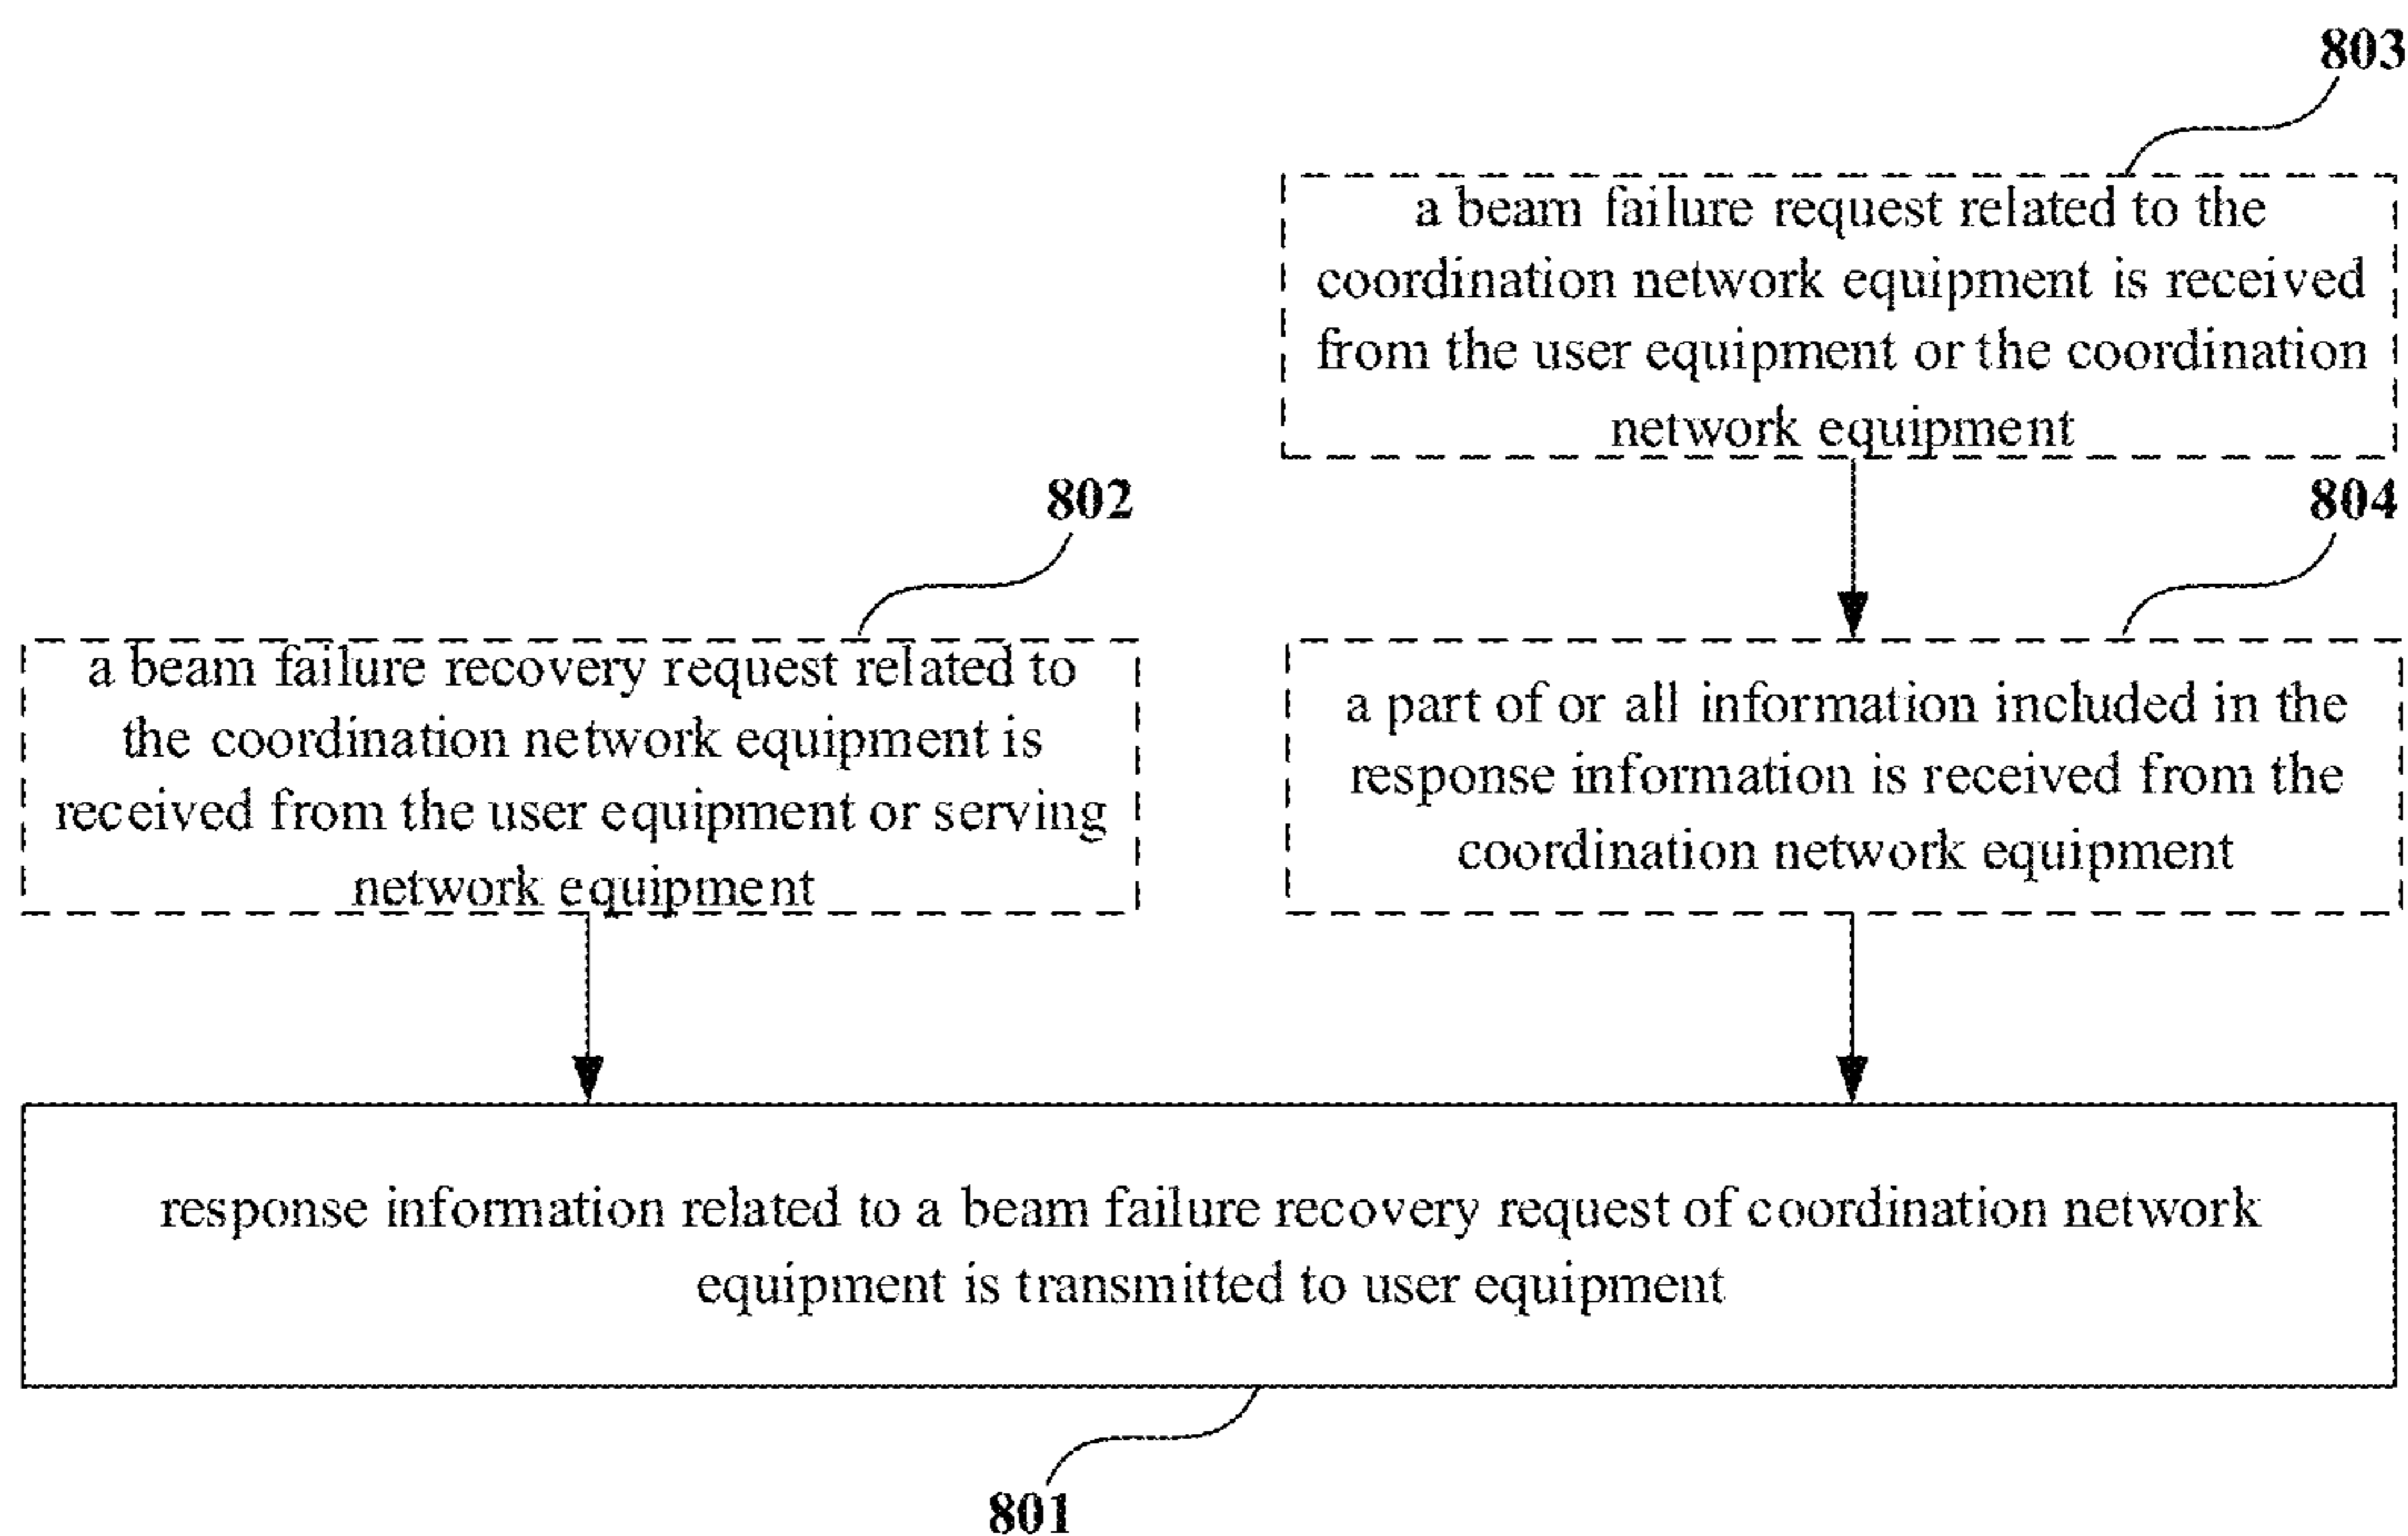 803
a beam failure request related to the
coordination network equipment is received
from the user equipment or the coordination
network equipment
802
804
a beam failure recovery request related to
the coordination network equipment is
received from the user equipment or serving
network equipment
a part of or all information included in the
response information is received from the
coordination network equipment
response information related to a beam failure recovery request of coordination network
equipment is transmitted to user equipment
801